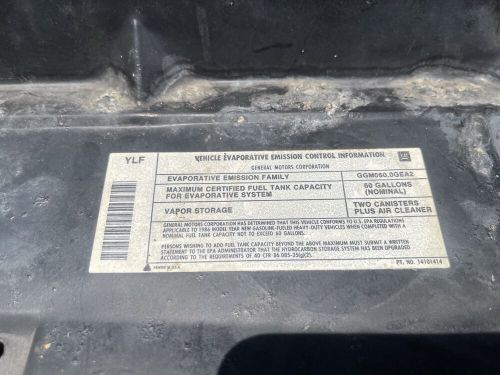 YLF
VEHICLE EVAPORATIVE EMISSION CONTROL INFORMATION
GENERAL MOTORS CORPORATION
EVAPORATIVE EMISSION FAMILY GGM060.0GEA2
MAXIMUM CERTIFIED FUEL TANK CAPACITY FOR EVAPORATIVE SYSTEM
60 GALLONS (NOMINAL)
VAPOR STORAGE
TWO CANISTERS PLUS AIR CLEANER
GENERAL MOTORS CORPORATION HAS DETERMINED THAT THIS VEHICLE CONFORMS TO U.S. EPA REGULATIONS
APPLICABLE TO 1986 MODEL YEAR NEW GASOLINE-FUELED HEAVY-DUTY VEHICLES WHEN COMPLETED WITH A
NOMINAL FUEL TANK CAPACITY NOT TO EXCEED 60 GALLONS.
PERSONS WISHING TO ADD FUEL TANK CAPACITY BEYOND THE ABOVE MAXIMUM MUST SUBMIT A WRITTEN
STATEMENT TO THE EPA ADMINISTRATOR THAT THE HYDROCARBON STORAGE SYSTEM HAS BEEN UPGRADED
ACCORDING TO THE REQUIREMENTS OF 40 CFR 86.085-25(g)(2).
PRINTED IN U.S.A.
PT. NO. 14101414